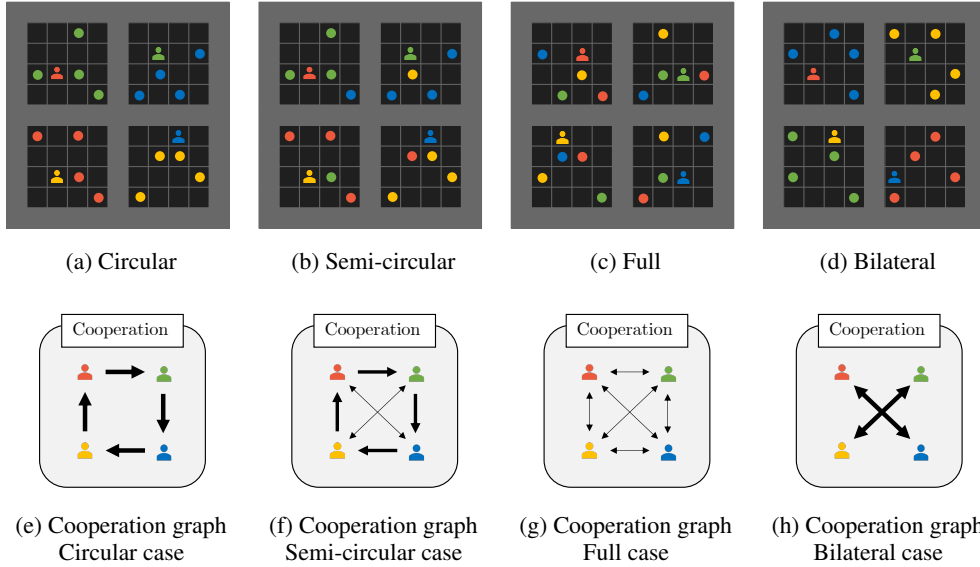 (a) Circular
(b) Semi-circular
(c) Full
(d) Bilateral
Cooperation
Cooperation
Cooperation
Cooperation
(e) Cooperation graph
Circular case
(f) Cooperation graph
Semi-circular case
(g) Cooperation graph
Full case
(h) Cooperation graph
Bilateral case